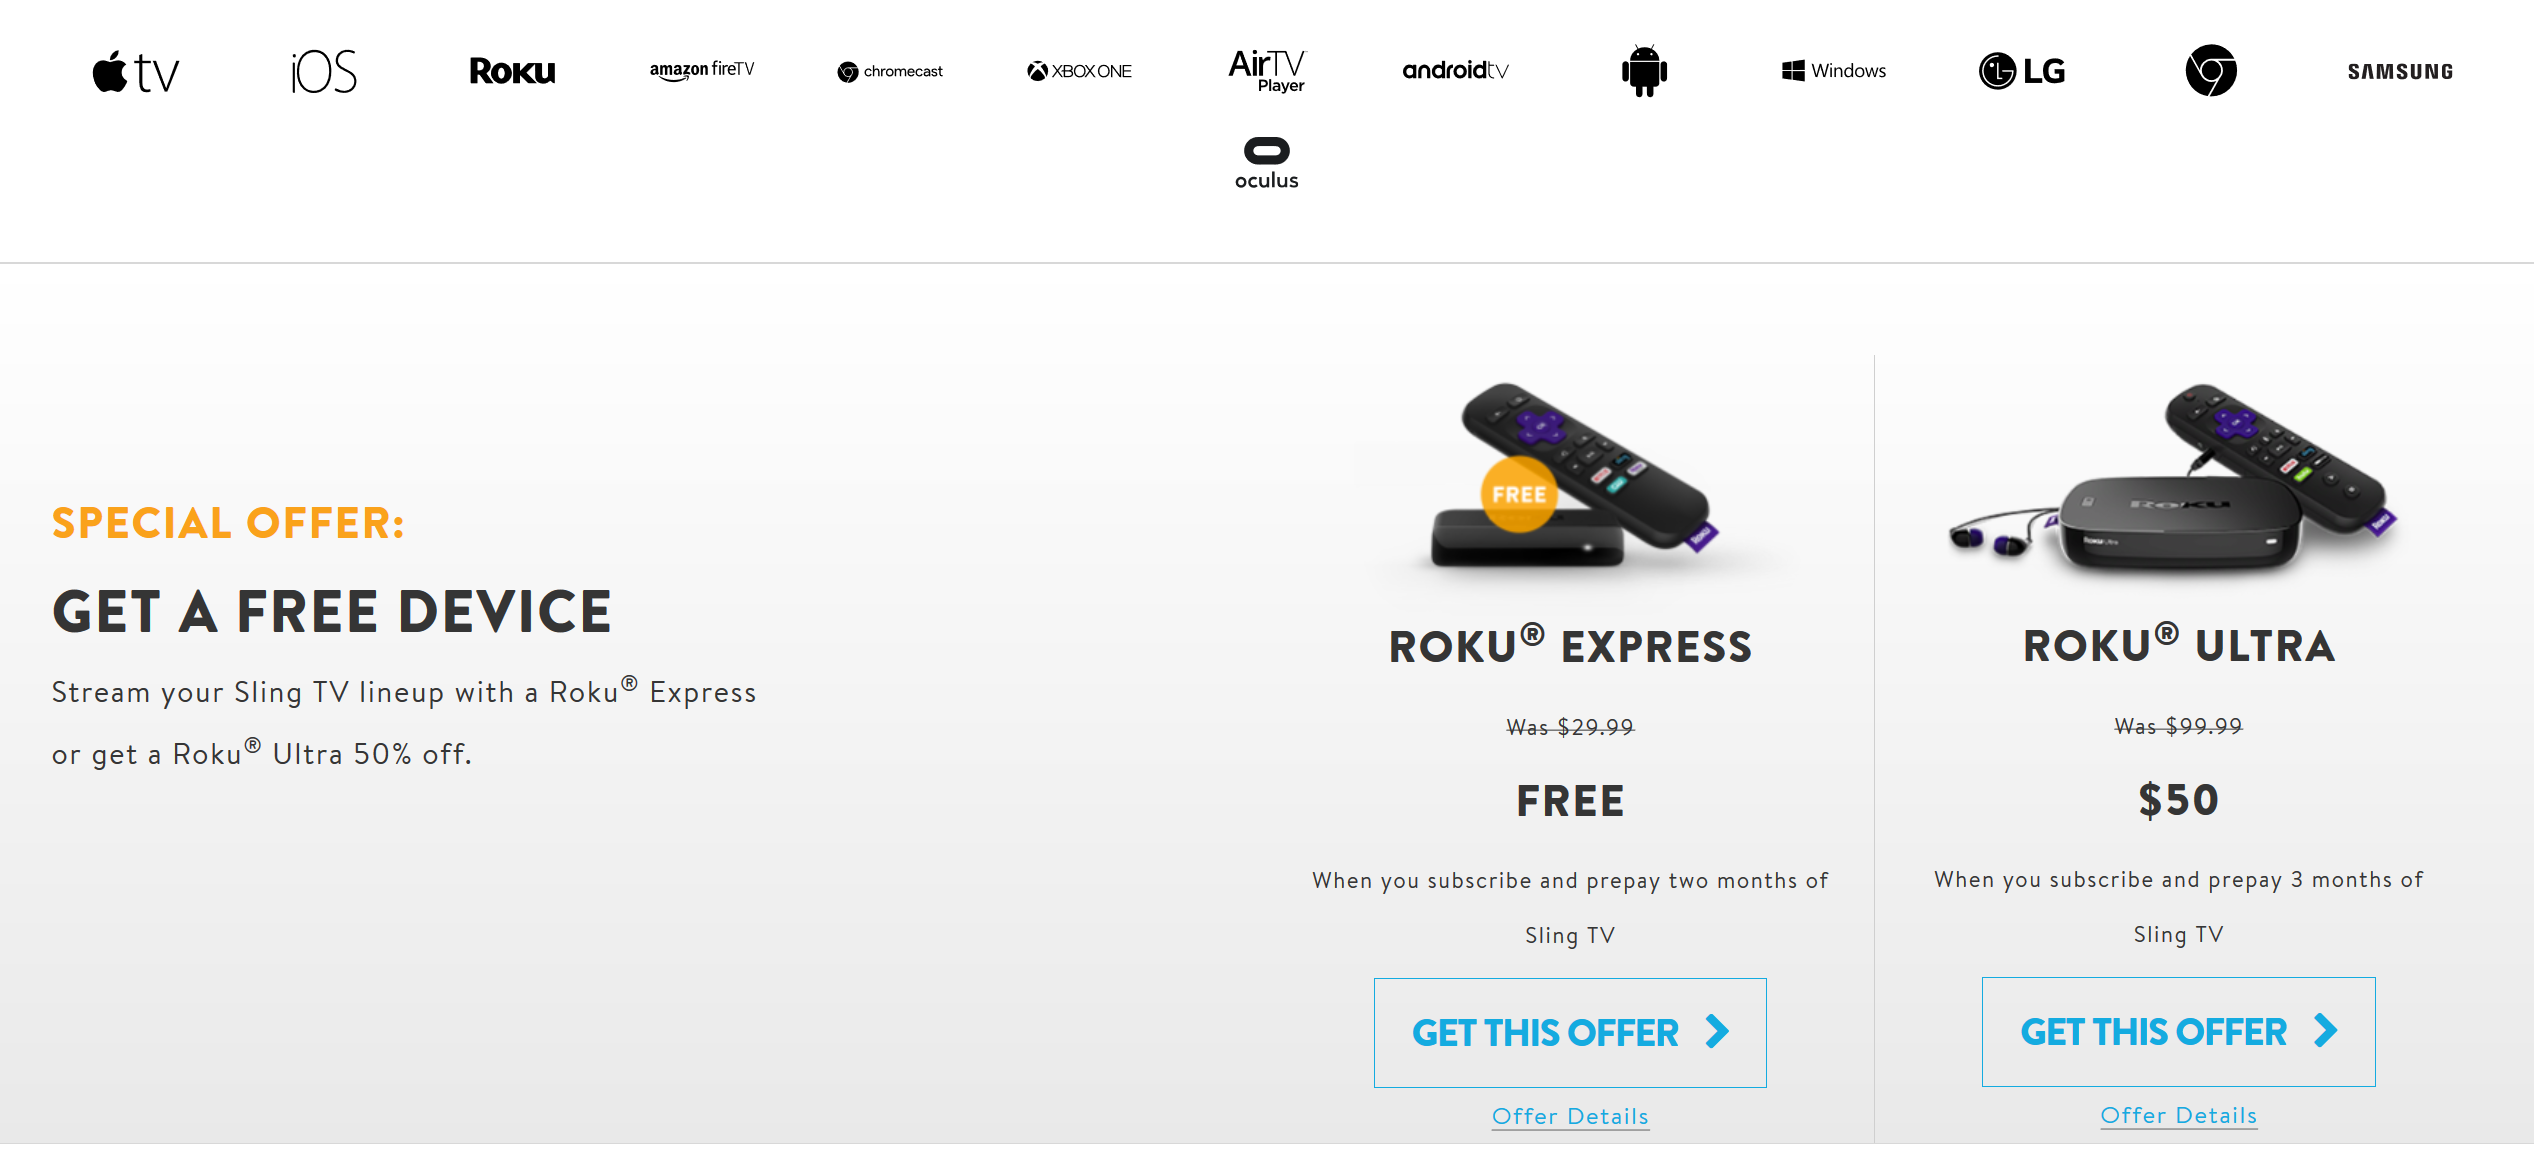 tv
iOS
ROKU
amazon fireTV
chromecast
XBOX ONE
AirTV
Player
androidtv
Windows
LG
SAMSUNG
oculus
SPECIAL OFFER:
GET A FREE DEVICE
Stream your Sling TV lineup with a Roku® Express
or get a Roku® Ultra 50% off.
FREE
ROKU
ROKU® EXPRESS
Was $29.99
FREE
When you subscribe and prepay two months of
Sling TV
GET THIS OFFER
Offer Details
ROKU
ROKU
ROKU® ULTRA
Was $99.99
$50
When you subscribe and prepay 3 months of
Sling TV
GET THIS OFFER
Offer Details